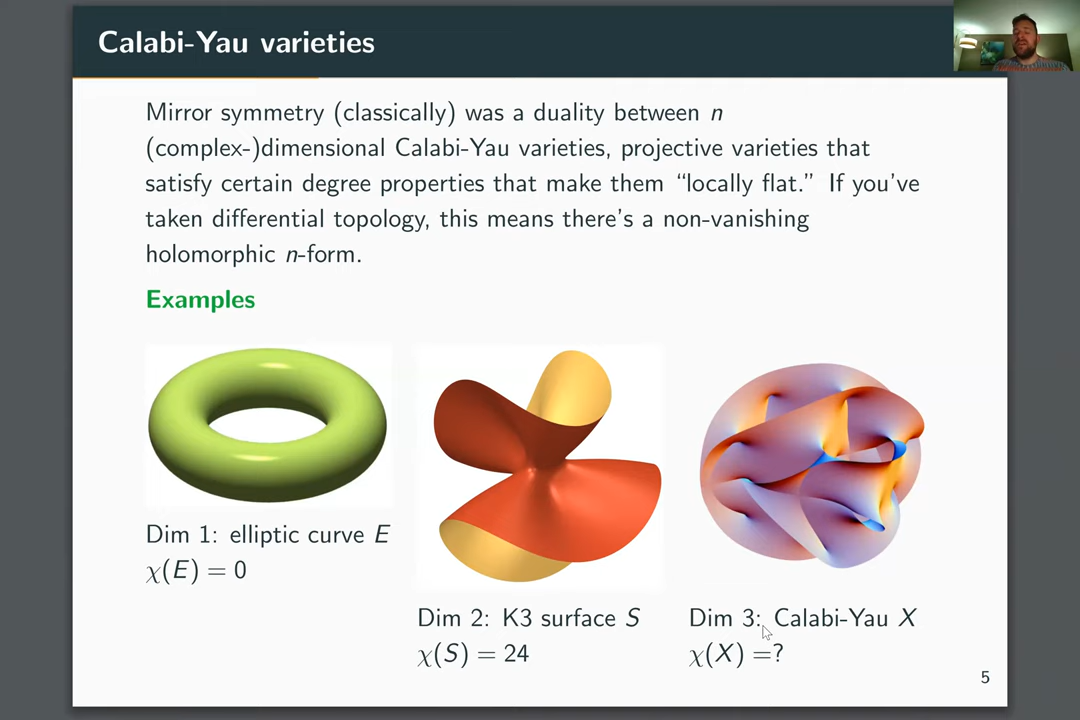 Calabi-Yau varieties
Mirror symmetry (classically) was a duality between n
(complex-)dimensional Calabi-Yau varieties, projective varieties that
satisfy certain degree properties that make them “locally flat.” If you’ve
taken differential topology, this means there’s a non-vanishing
holomorphic n-form.
Examples
Dim 1: elliptic curve E
χ(E) = 0
Dim 2: K3 surface S
χ(S) = 24
Dim 3: Calabi-Yau X
χ(X) =?
5